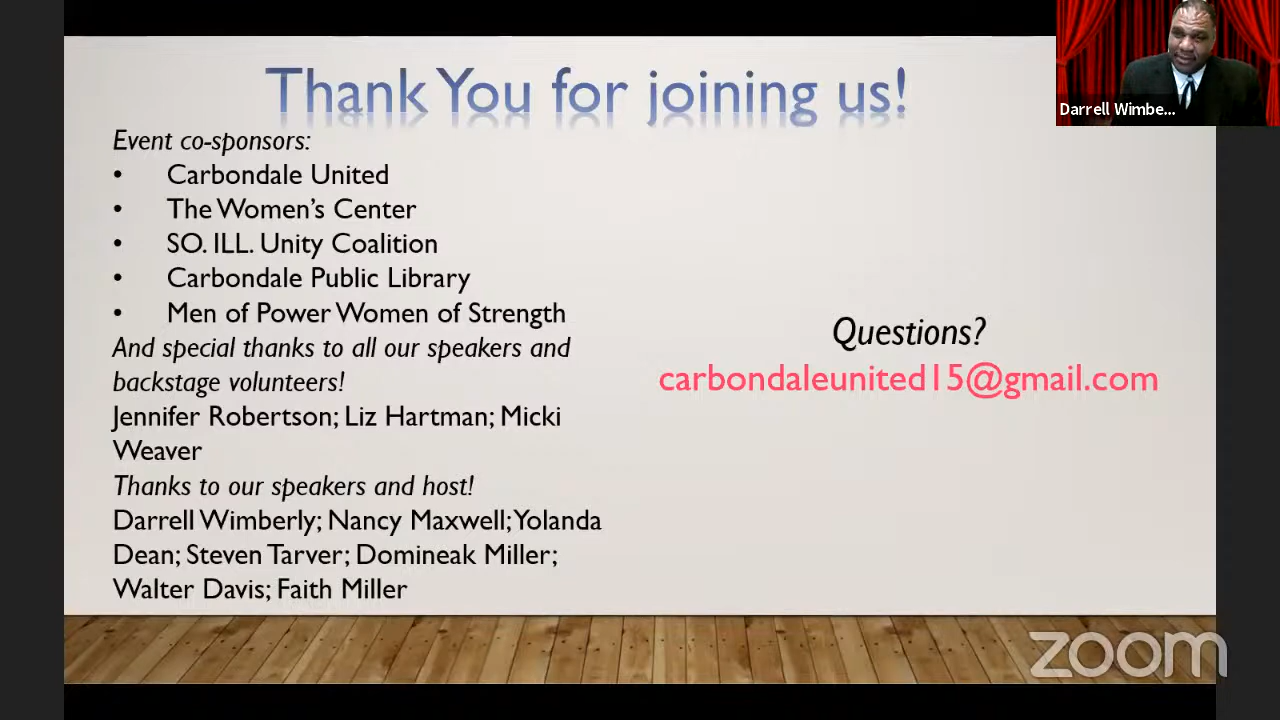 Thank You for joining us!
Event co-sponsors:
• Carbondale United
• The Women's Center
• SO. ILL. Unity Coalition
• Carbondale Public Library
• Men of Power Women of Strength
And special thanks to all our speakers and
backstage volunteers!
Jennifer Robertson; Liz Hartman; Micki
Weaver
Thanks to our speakers and host!
Darrell Wimberly; Nancy Maxwell; Yolanda
Dean; Steven Tarver; Domineak Miller;
Walter Davis; Faith Miller
Questions?
carbondaleunited15@gmail.com
Darrell Wimbe...
zoom